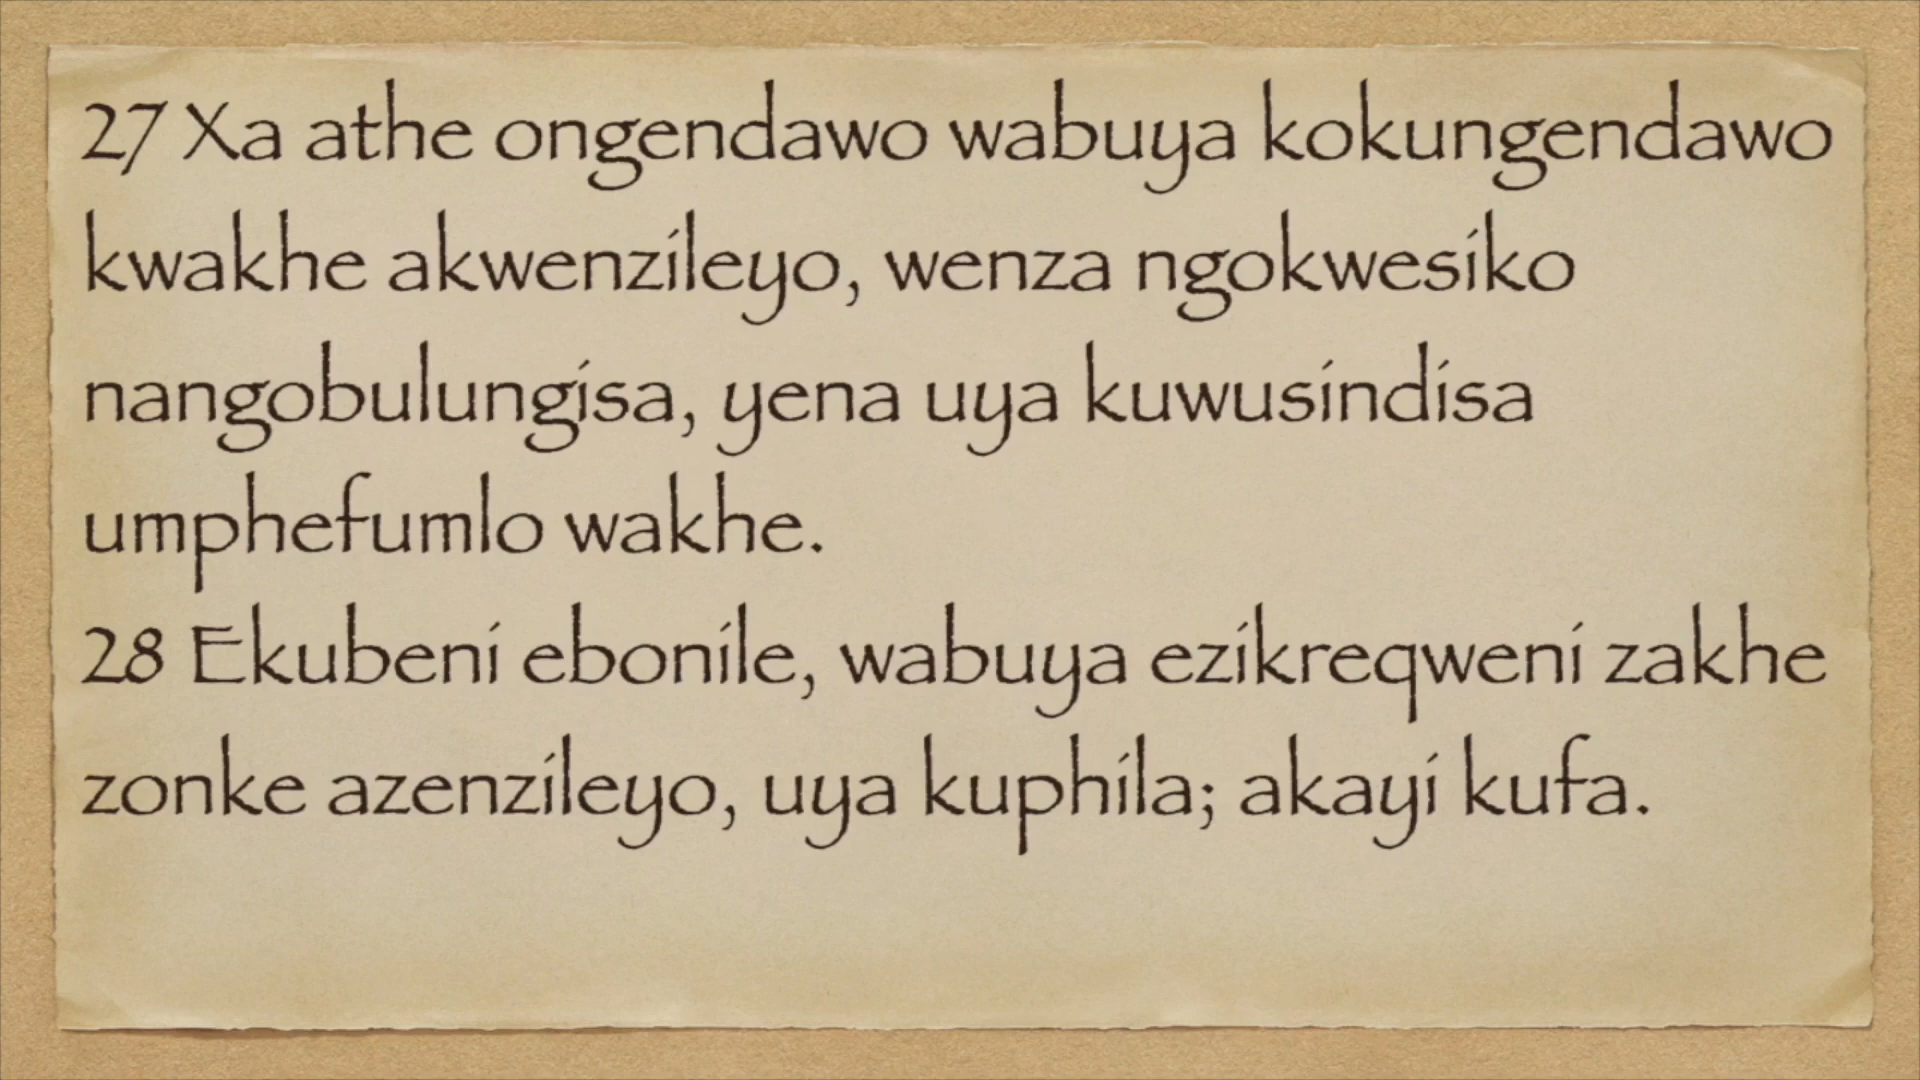 27 Xa athe ongendawo wabuya kokungendawo
kwakhe akwenzileyo, wenza ngokwesiko
nangobulungisa, yena uya kuwusindisa
umphefumlo wakhe.
28 Ekubeni ebonile, wabuya ezikreqweni zakhe
zonke azenzileyo, uya kuphila; akayi kufa.